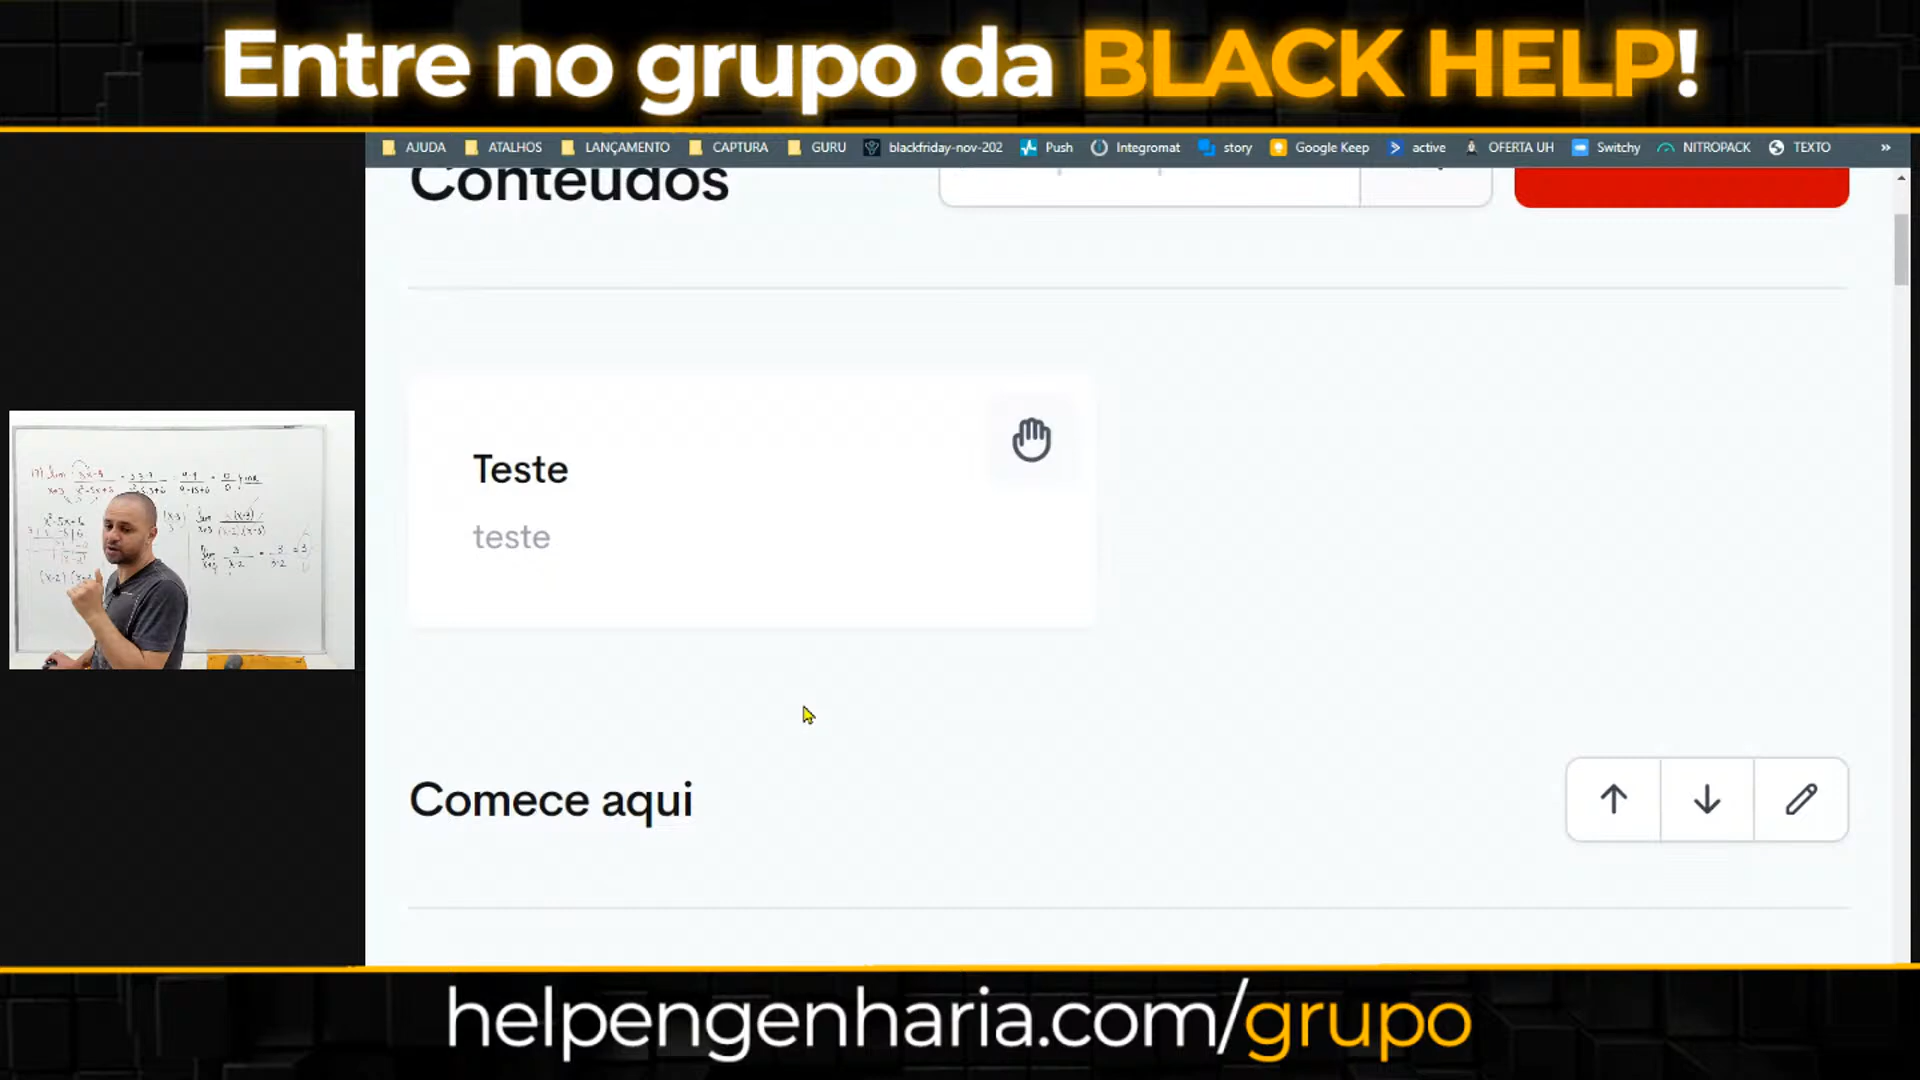 Entre no grupo da BLACK HELP!
AJUDA ATALHOS LANÇAMENTO CAPTURA GURU blackfriday-nov-202 Push Integromat story Google Keep active OFERTA UH Switchy NITROPACK TEXTO »
Conteúdos
Teste
teste
Comece aqui
helpengenharia.com/grupo